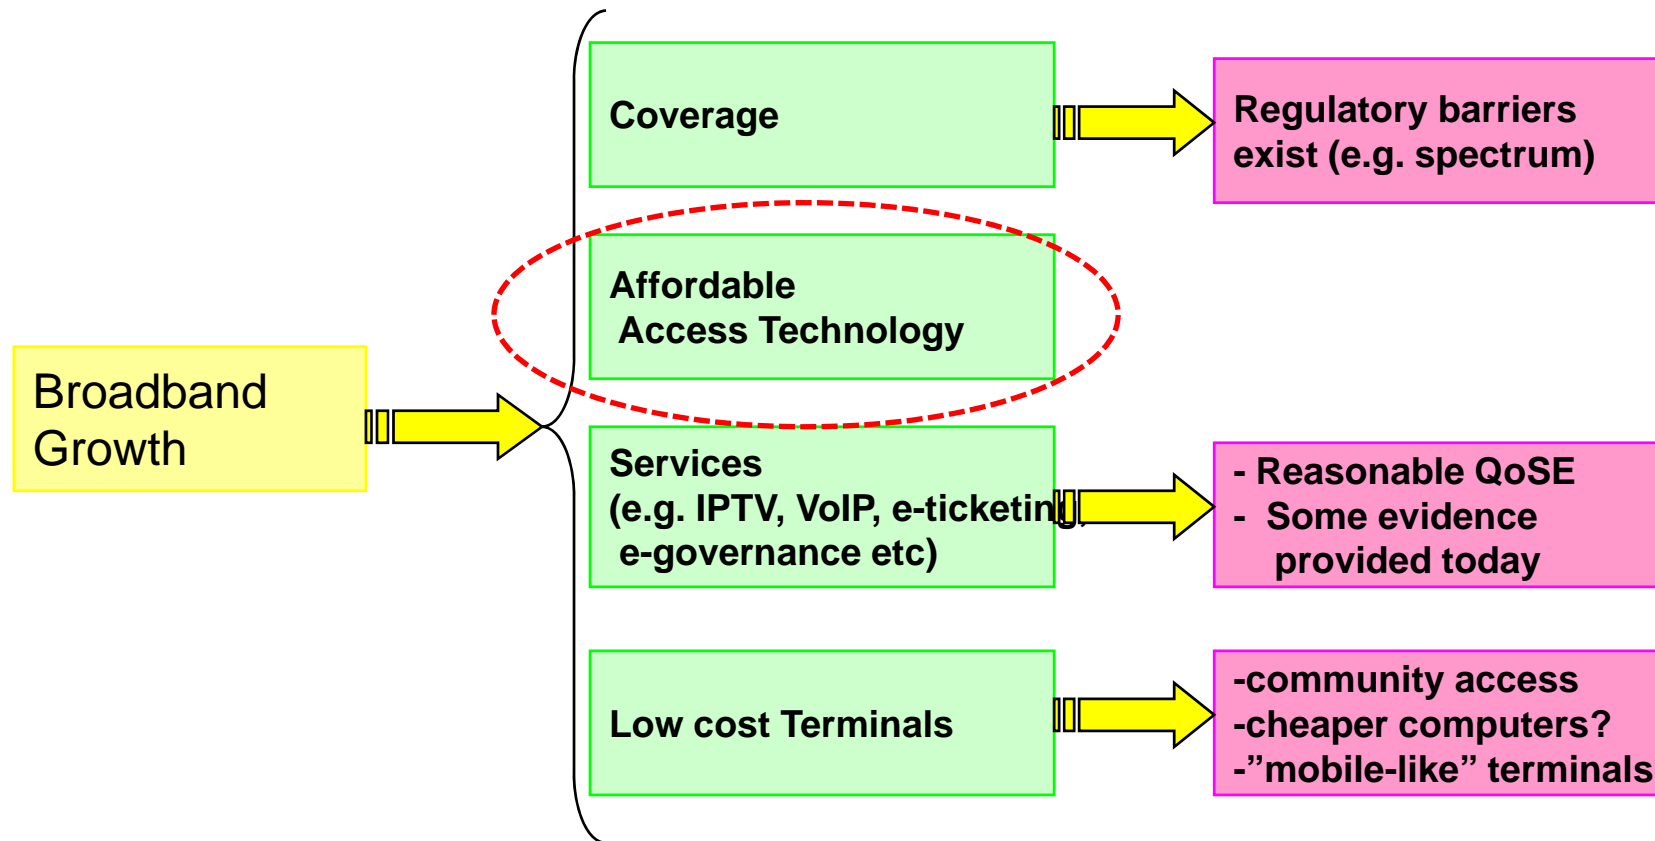 Broadband
Growth
Coverage
Regulatory barriers
exist (e.g. spectrum)
Affordable
Access Technology
Services
(e.g. IPTV, VoIP, e-ticketing,
e-governance etc)
- Reasonable QoSE
- Some evidence
provided today
Low cost Terminals
-community access
-cheaper computers?
-”mobile-like” terminals